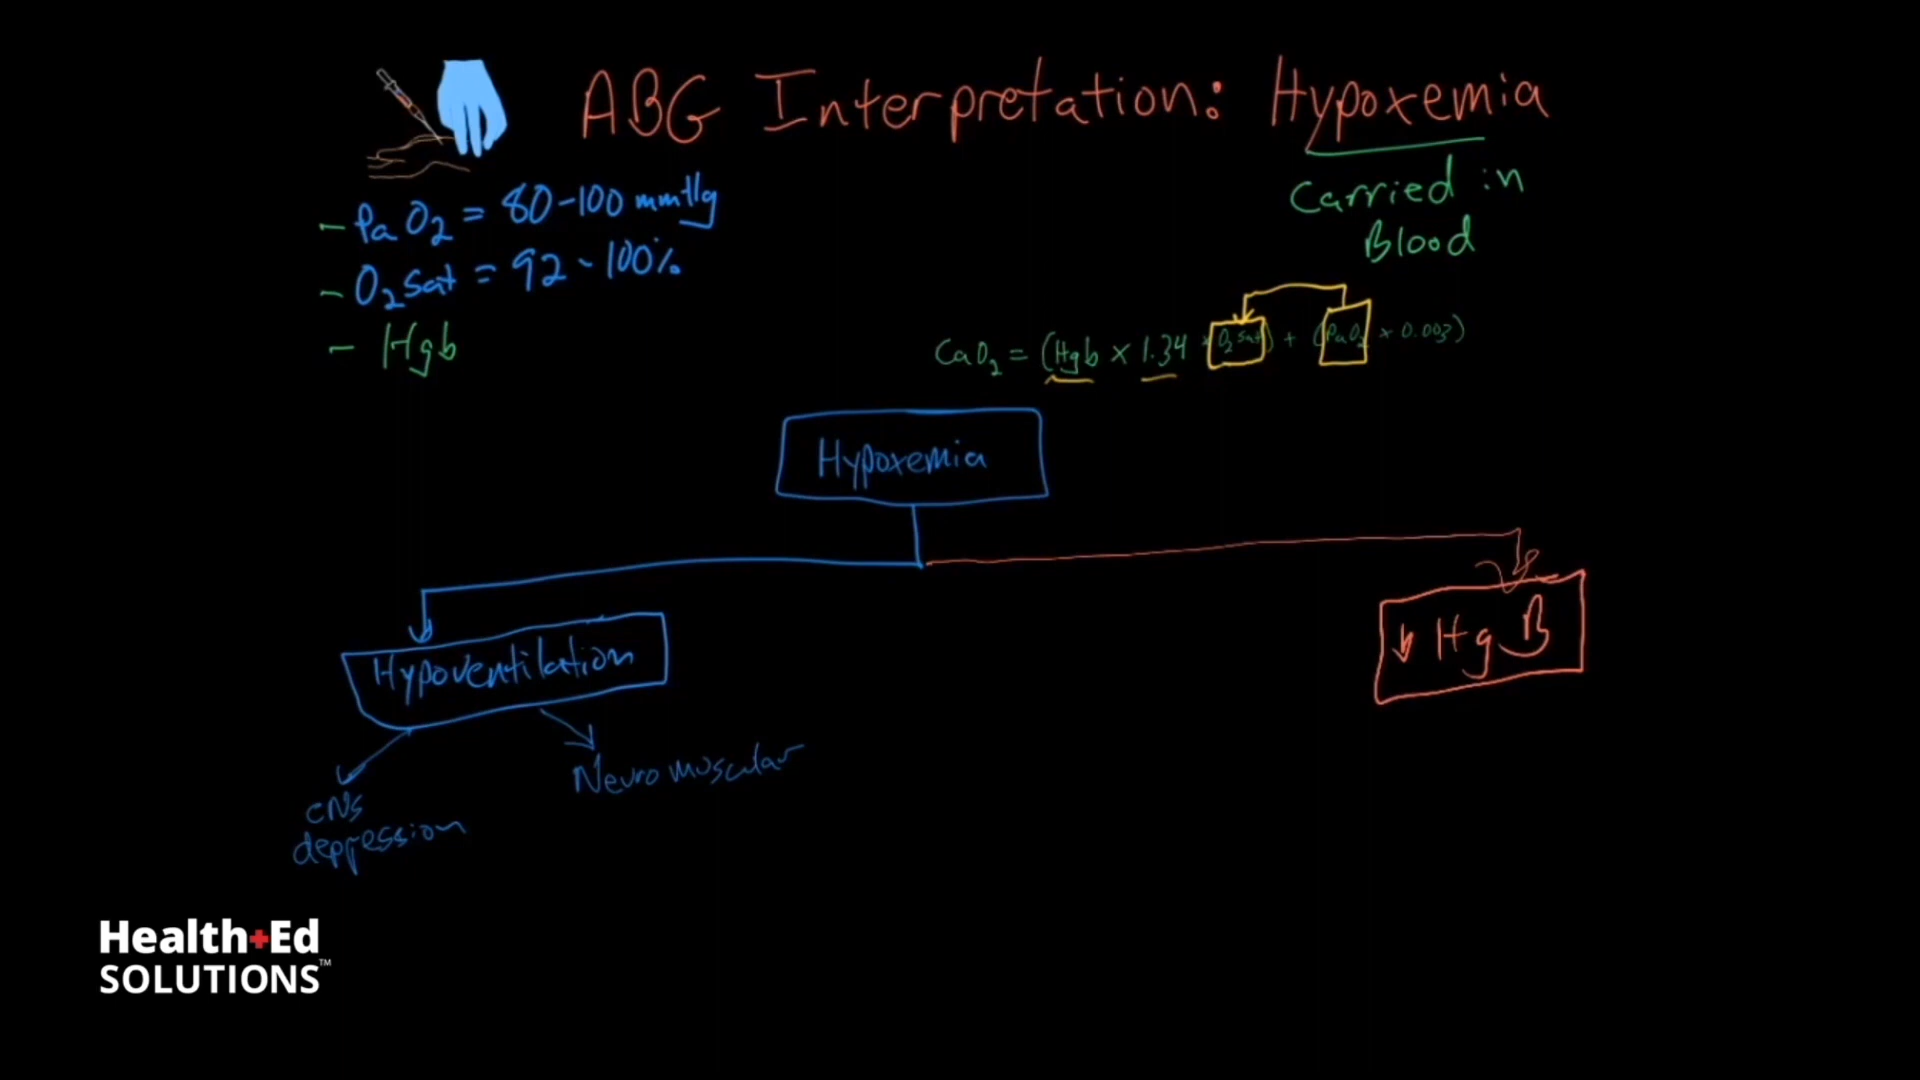 ABG Interpretation: Hypoxemia
Carried in
Blood
- PaO2 = 80-100 mmHg
- O2 sat = 92-100%
- Hgb
CaO2 = (Hgb x 1.34 x O2 sat) + (PaO2 x 0.003)
Hypoxemia
Hypoventilation
↓ HgB
CNS
depression
Neuromuscular
Health+Ed
SOLUTIONS™